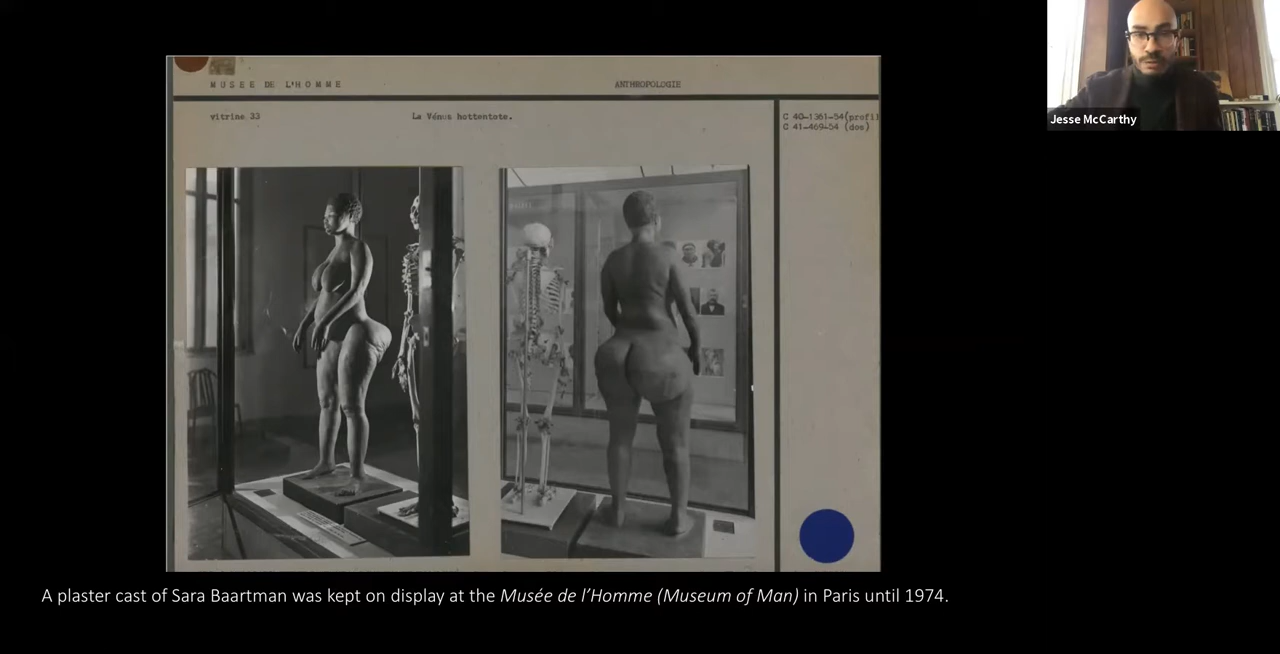 MUSEE DE L'HOMME
ANTHROPOLOGIE
vitrine 33
La Vénus hottentote.
C 40-1361-54(profil
C 41-469-54 (dos)
Jesse McCarthy
A plaster cast of Sara Baartman was kept on display at the Musée de l'Homme (Museum of Man) in Paris until 1974.